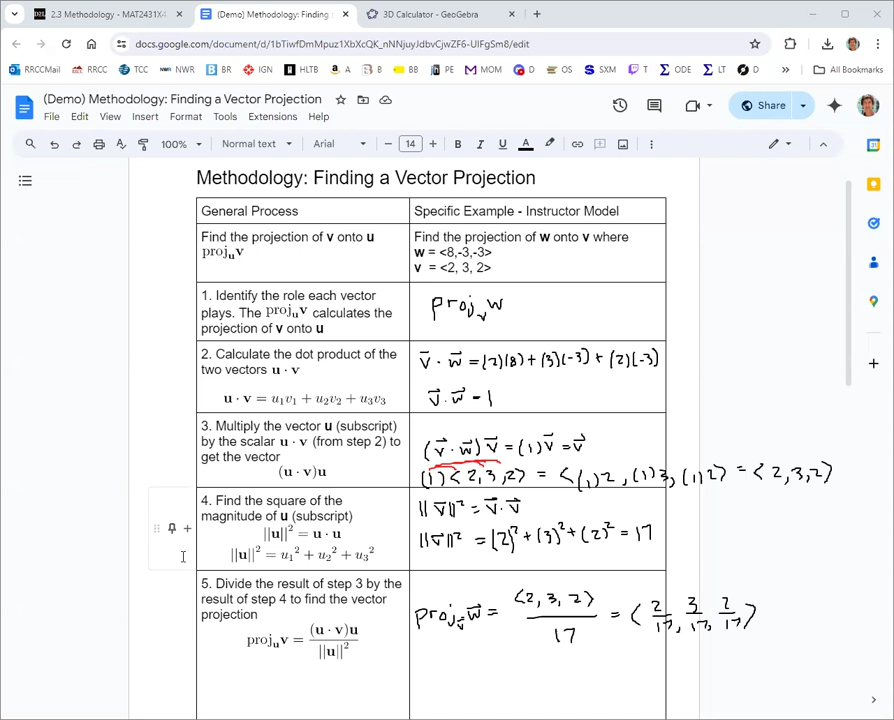 2.3 Methodology - MAT2431X4
(Demo) Methodology: Finding
3D Calculator - GeoGebra
docs.google.com/document/d/1bTiwfDmMpuz1XbXcQK_nNNjuyJdbvCjwZF6-UIFgSm8/edit
RRCCMail
RRCC
TCC
NWR
BR
IGN
HLTB
A
B
BB
PE
MOM
D
OS
SXM
T
ODE
LT
D
All Bookmarks
(Demo) Methodology: Finding a Vector Projection
Share
File Edit View Insert Format Tools Extensions Help
100% Normal text Arial 14 B I U A
Methodology: Finding a Vector Projection
General Process
Specific Example - Instructor Model
Find the projection of v onto u
proj_u v
Find the projection of w onto v where
w = <8,-3,-3>
v = <2, 3, 2>
1. Identify the role each vector
plays. The proj_u v calculates the
projection of v onto u
proj_v w
2. Calculate the dot product of the
two vectors u · v
u · v = u₁v₁ + u₂v₂ + u₃v₃
v⃗ · w⃗ = (2)(8) + (3)(-3) + (2)(-3)
v⃗ · w⃗ = 1
3. Multiply the vector u (subscript)
by the scalar u · v (from step 2) to
get the vector
(u · v)u
(v⃗ · w⃗) v⃗ = (1) v⃗ = v⃗
(1) <2, 3, 2> = <(1)2, (1)3, (1)2> = <2, 3, 2>
4. Find the square of the
magnitude of u (subscript)
||u||² = u · u
||u||² = u₁² + u₂² + u₃²
||v⃗||² = v⃗ · v⃗
||v⃗||² = (2)² + (3)² + (2)² = 17
5. Divide the result of step 3 by the
result of step 4 to find the vector
projection
proj_u v = (u · v)u / ||u||²
proj_v⃗ w⃗ = <2, 3, 2> / 17 = <2/17, 3/17, 2/17>